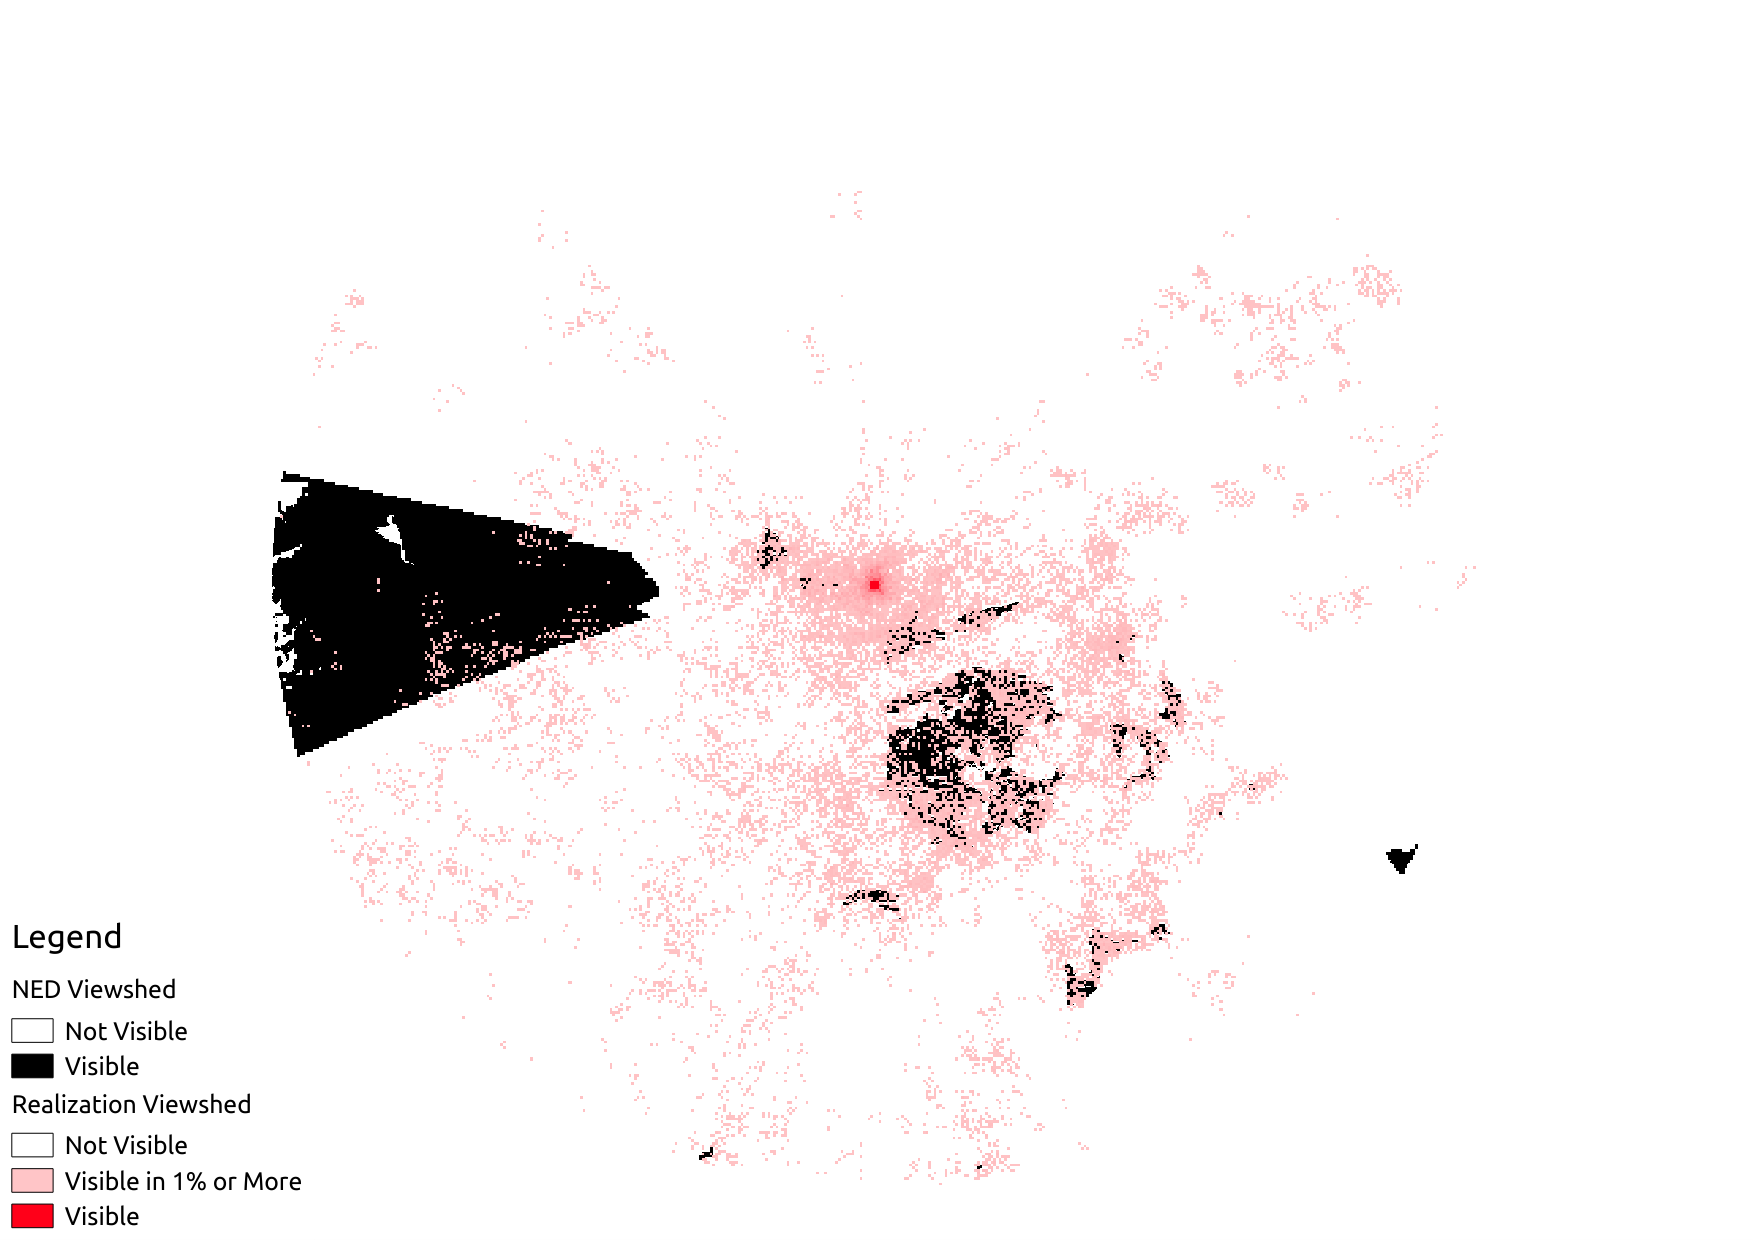 Legend
NED Viewshed
Not Visible
Visible
Realization Viewshed
Not Visible
Visible in 1% or More
Visible